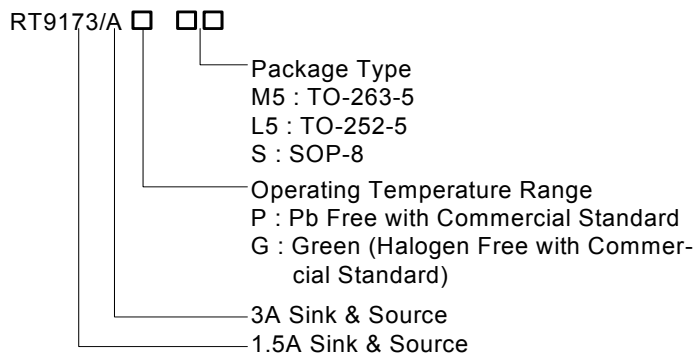 RT9173/A
Package Type
M5 : TO-263-5
L5 : TO-252-5
S : SOP-8
Operating Temperature Range
P : Pb Free with Commercial Standard
G : Green (Halogen Free with Commer-
cial Standard)
3A Sink & Source
1.5A Sink & Source